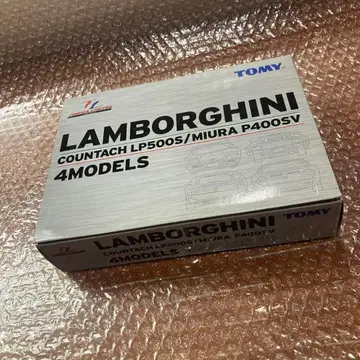 TOMY
LAMBORGHINI
COUNTACH LP500S/MIURA P400SV
4MODELS
LAMBORGHINI
COUNTACH LP500S/MIURA P400SV
4MODELS
TOMY